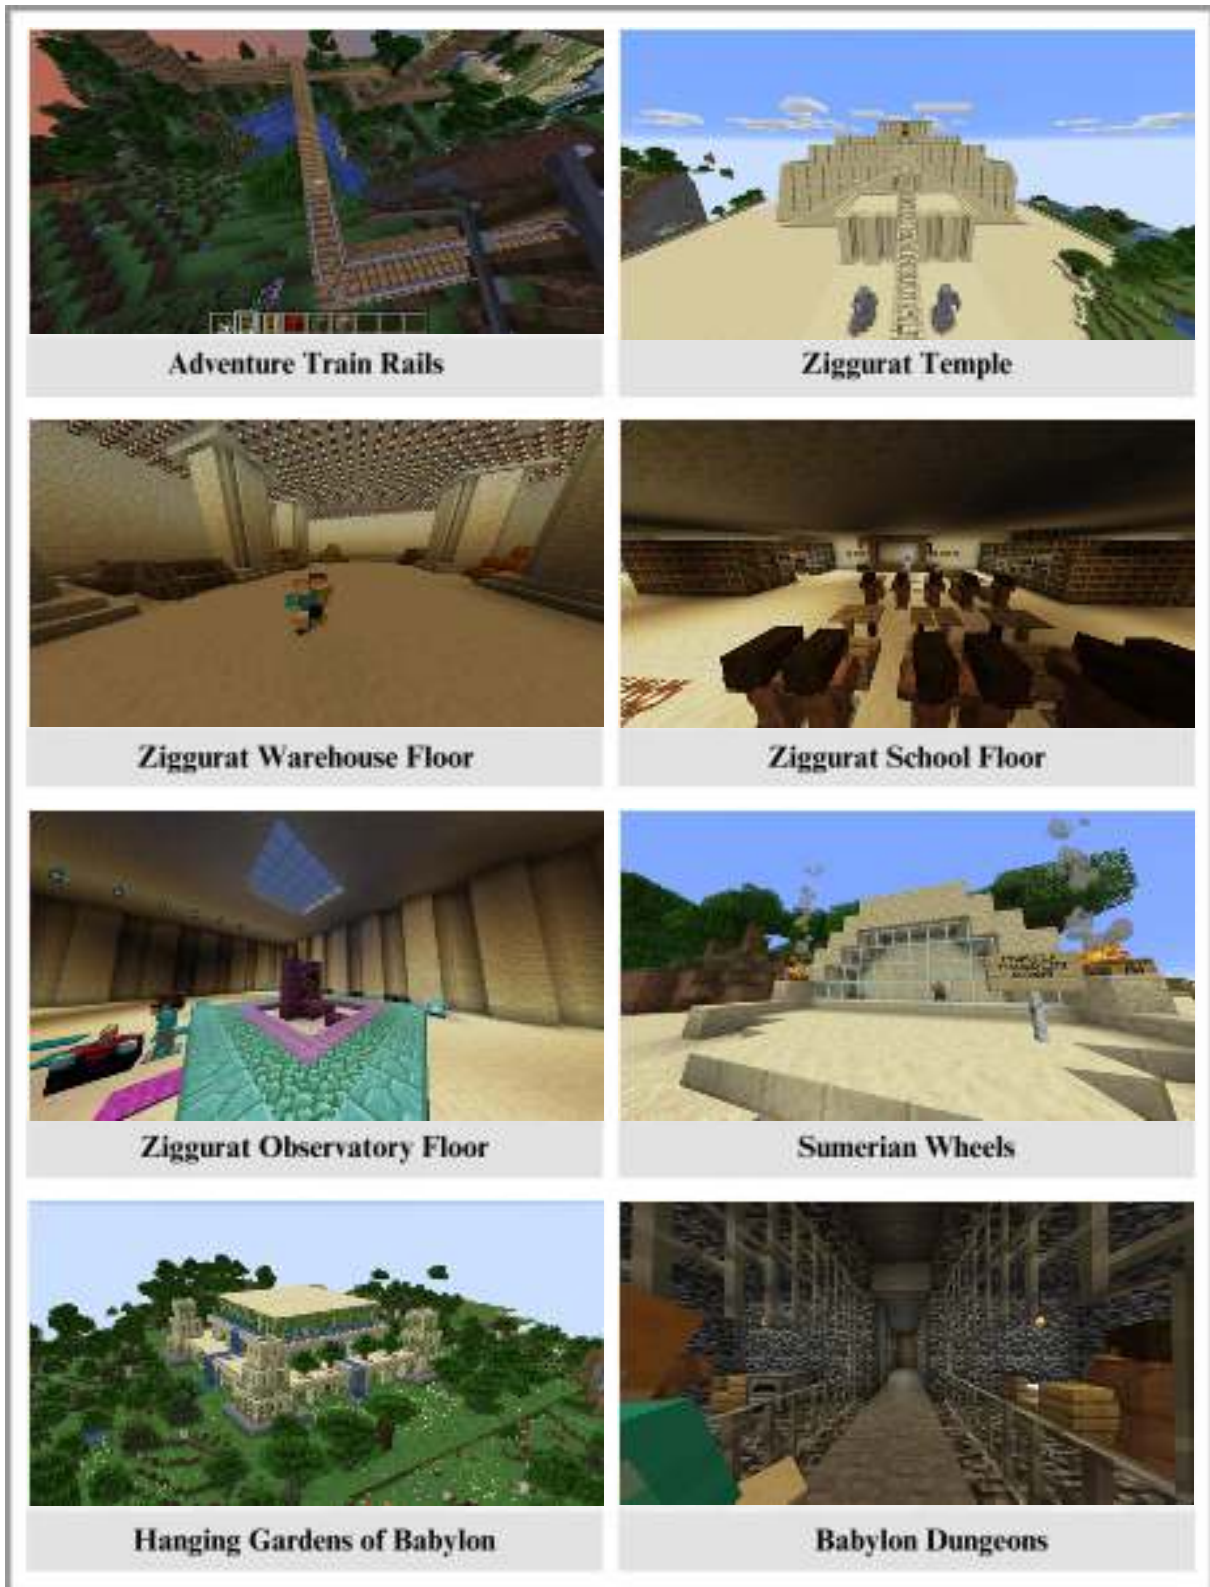 Adventure Train Rails
Ziggurat Temple
Ziggurat Warehouse Floor
Ziggurat School Floor
Ziggurat Observatory Floor
Sumerian Wheels
Hanging Gardens of Babylon
Babylon Dungeons